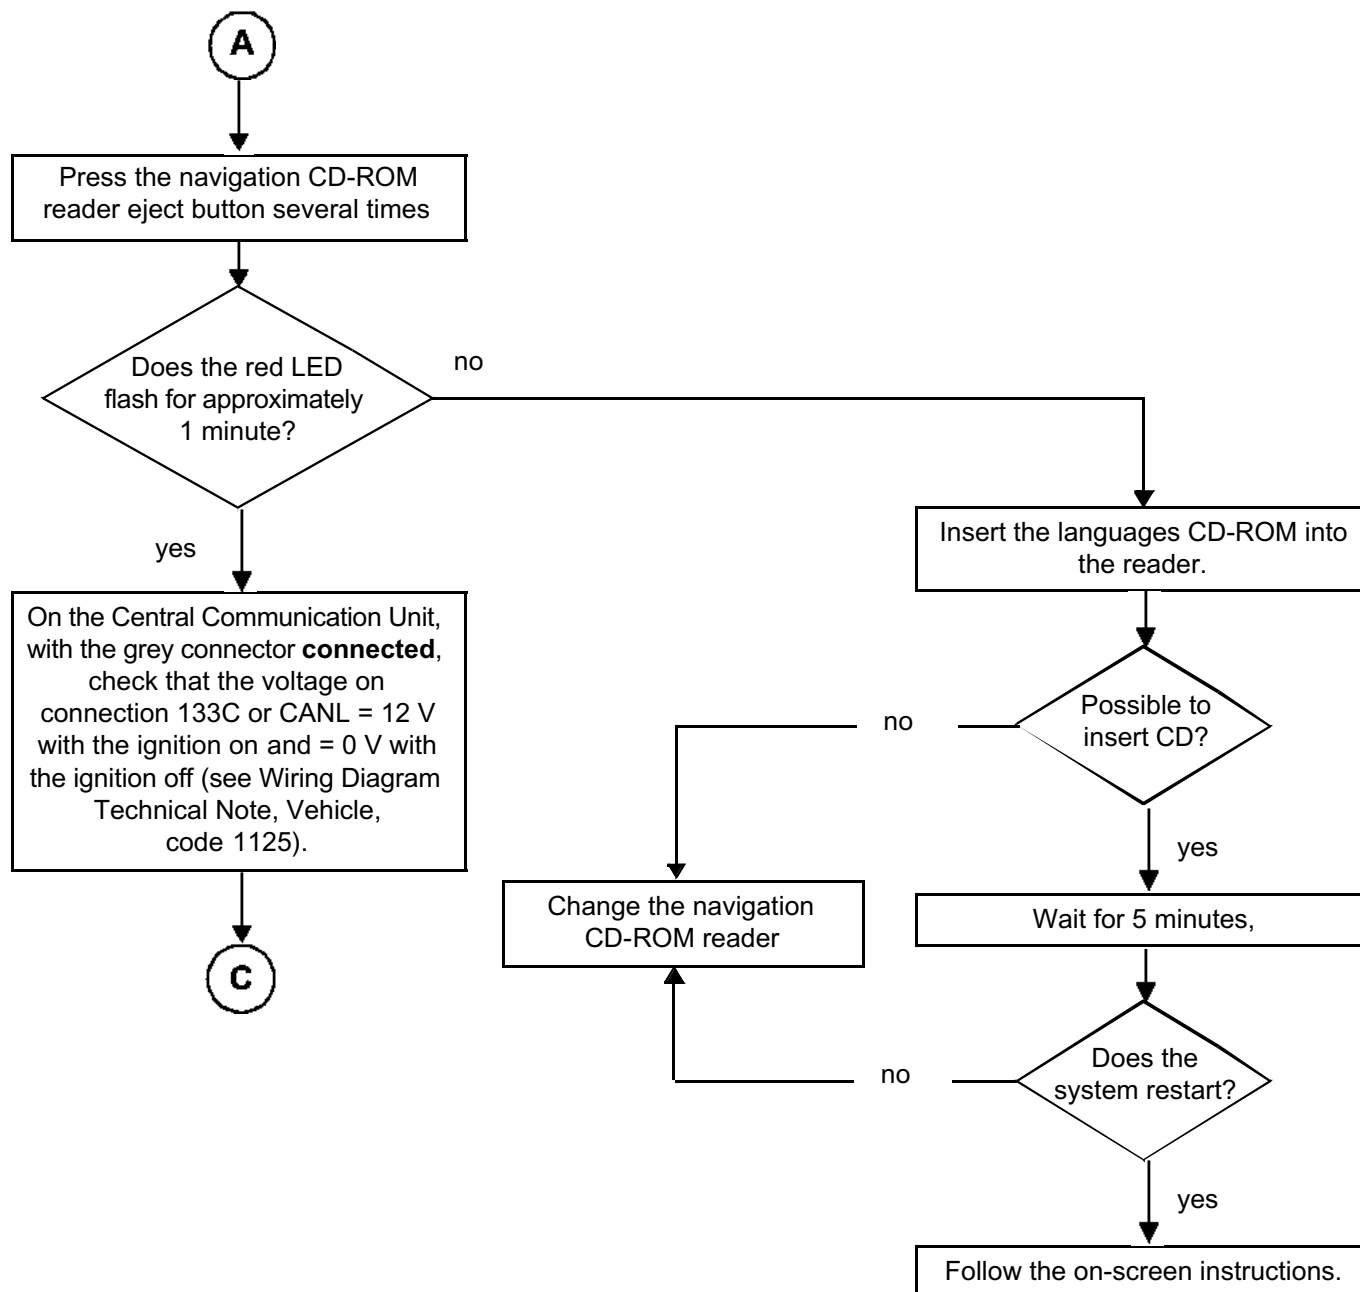 A
Press the navigation CD-ROM
reader eject button several times
Does the red LED
flash for approximately
1 minute?
no
yes
On the Central Communication Unit,
with the grey connector connected,
check that the voltage on
connection 133C or CANL = 12 V
with the ignition on and = 0 V with
the ignition off (see Wiring Diagram
Technical Note, Vehicle,
code 1125).
C
Insert the languages CD-ROM into
the reader.
Possible to
insert CD?
no
yes
Change the navigation
CD-ROM reader
Wait for 5 minutes,
Does the
system restart?
no
yes
Follow the on-screen instructions.